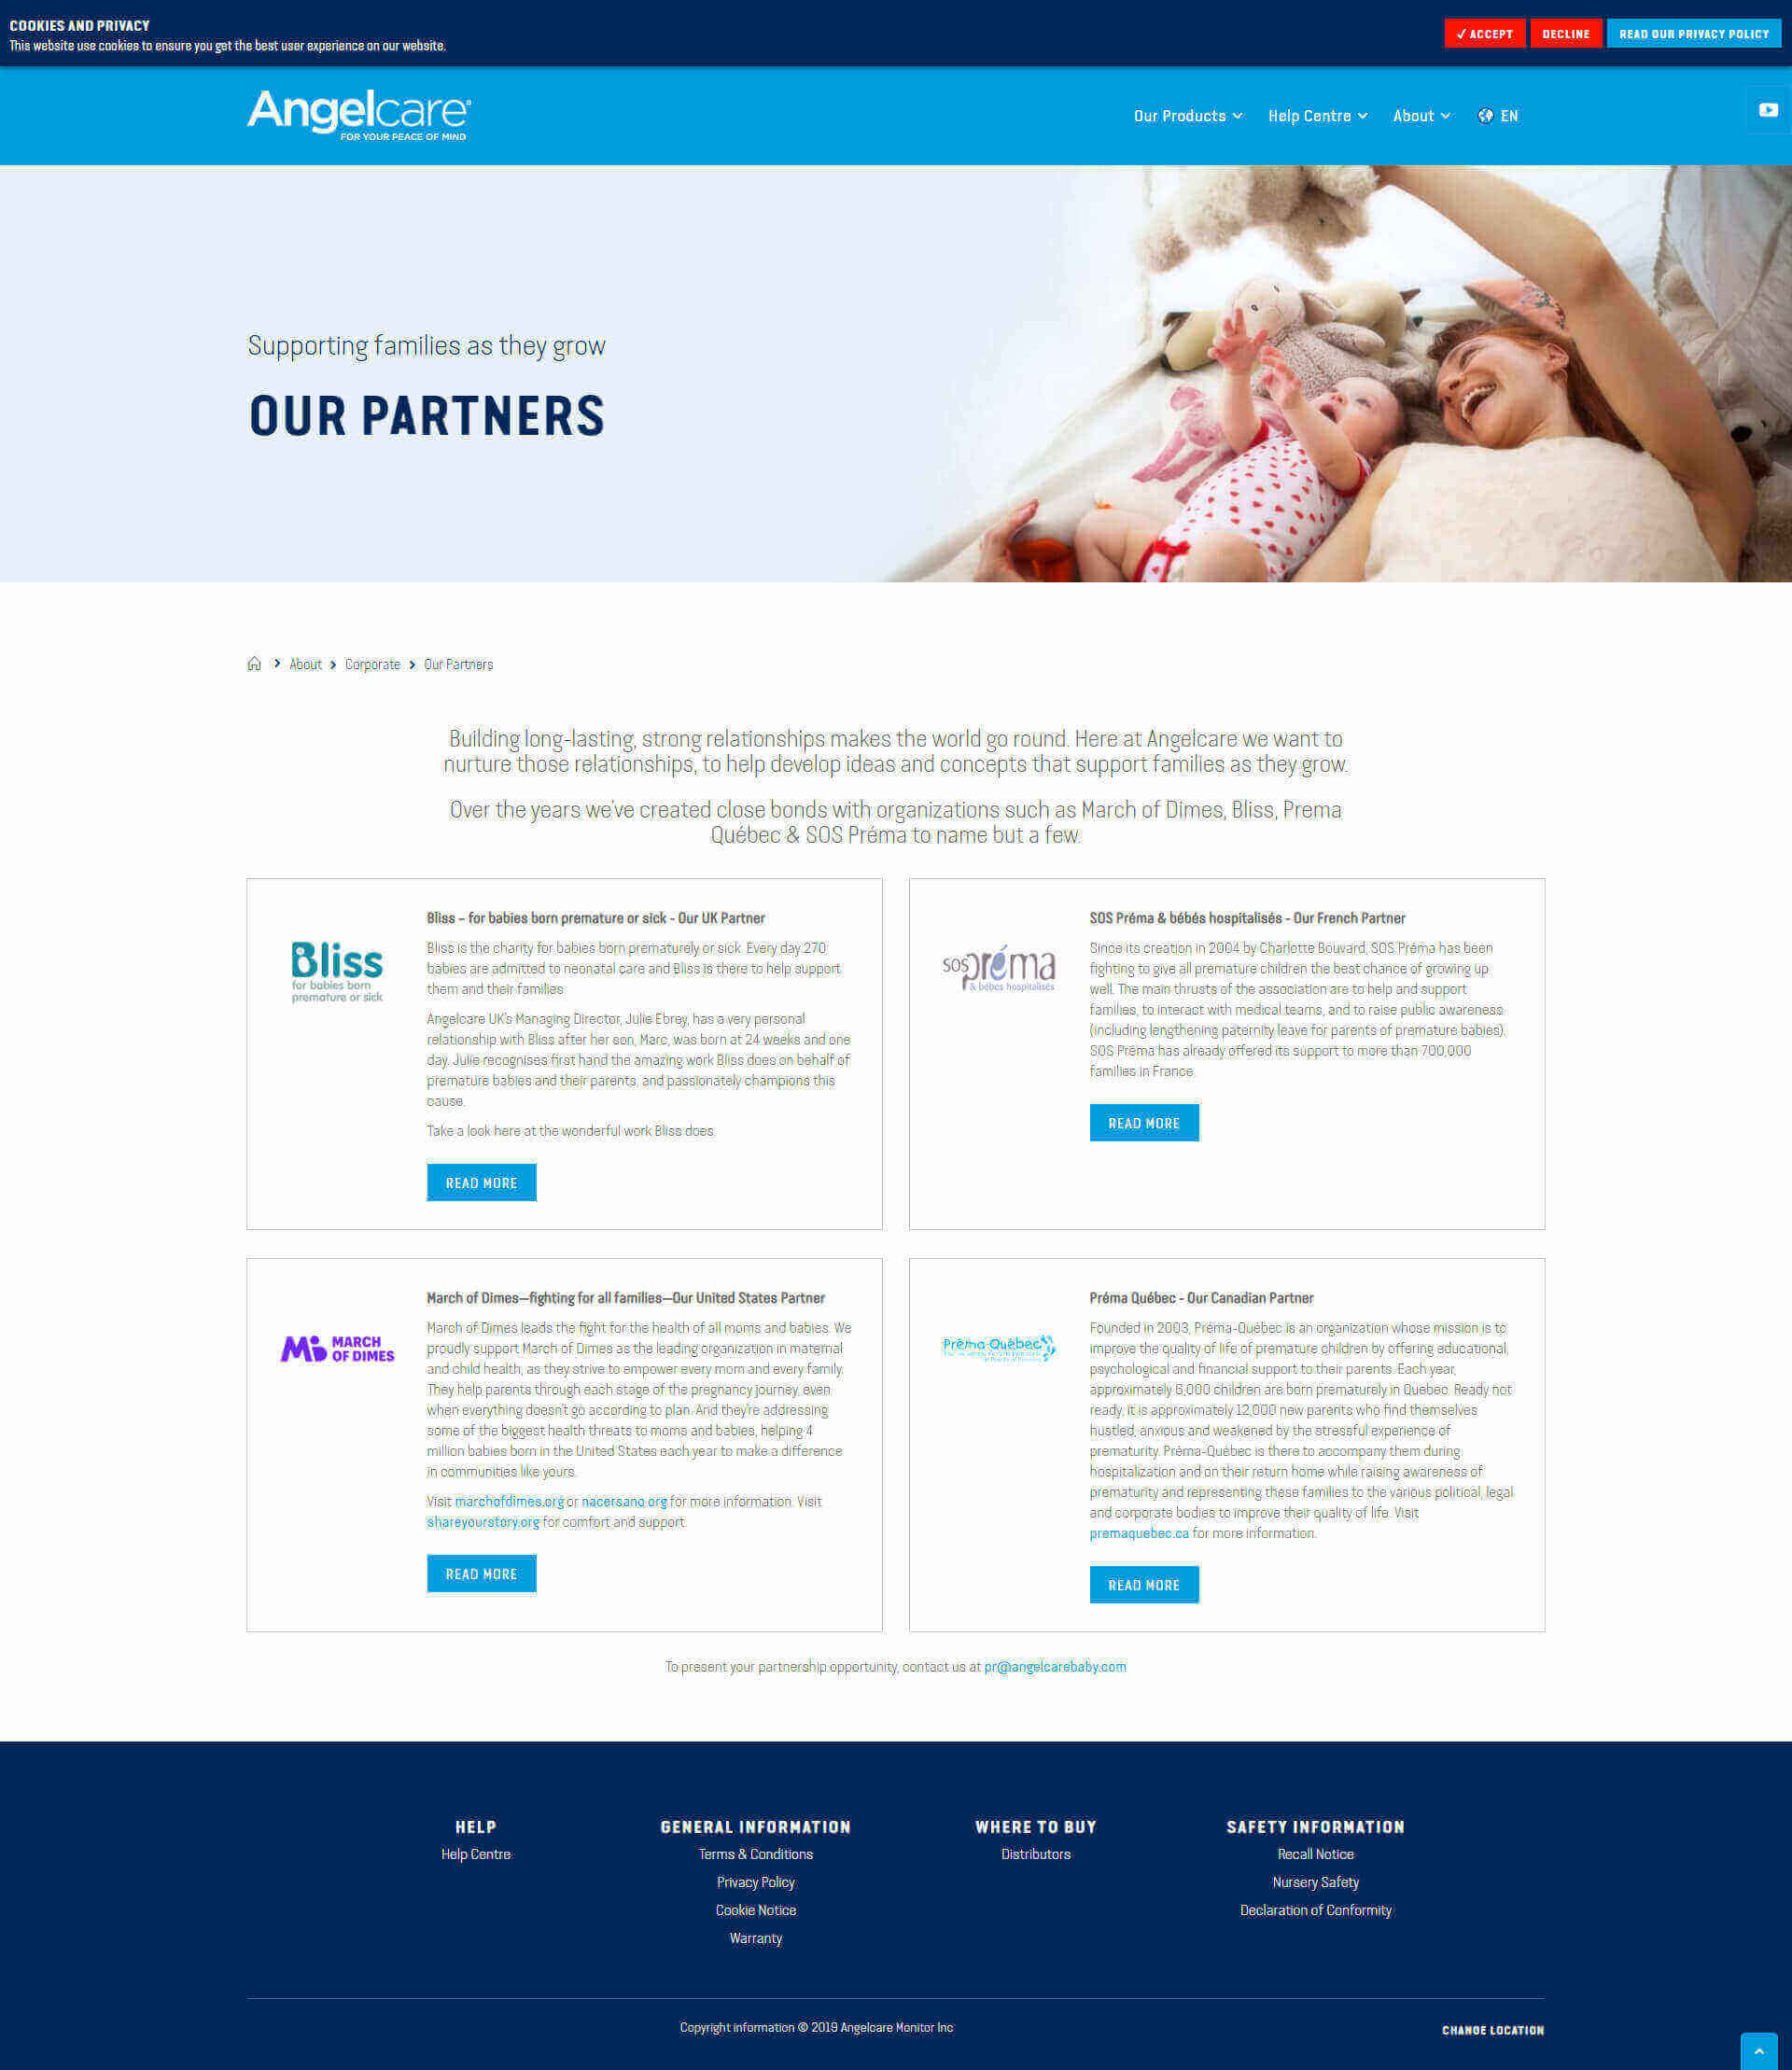 COOKIES AND PRIVACY
This website use cookies to ensure you get the best user experience on our website.
✓ ACCEPT
DECLINE
READ OUR PRIVACY POLICY
Angelcare®
FOR YOUR PEACE OF MIND
Our Products
Help Centre
About
EN
Supporting families as they grow
OUR PARTNERS
About > Corporate > Our Partners
Building long-lasting, strong relationships makes the world go round. Here at Angelcare we want to
nurture those relationships, to help develop ideas and concepts that support families as they grow.
Over the years we've created close bonds with organizations such as March of Dimes, Bliss, Prema
Québec & SOS Préma to name but a few.
Bliss
for babies born
premature or sick
Bliss – for babies born premature or sick - Our UK Partner
Bliss is the charity for babies born prematurely or sick. Every day 270
babies are admitted to neonatal care and Bliss is there to help support
them and their families.
Angelcare UK's Managing Director, Julie Ebrey, has a very personal
relationship with Bliss after her son, Marc, was born at 24 weeks and one
day. Julie recognises first hand the amazing work Bliss does on behalf of
premature babies and their parents, and passionately champions this
cause.
Take a look here at the wonderful work Bliss does.
READ MORE
sos préma
& bébés hospitalisés
SOS Préma & bébés hospitalisés - Our French Partner
Since its creation in 2004 by Charlotte Bouvard, SOS Préma has been
fighting to give all premature children the best chance of growing up
well. The main thrusts of the association are to help and support
families, to interact with medical teams, and to raise public awareness
(including lengthening paternity leave for parents of premature babies).
SOS Préma has already offered its support to more than 700,000
families in France.
READ MORE
MARCH
OF DIMES
March of Dimes—fighting for all families—Our United States Partner
March of Dimes leads the fight for the health of all moms and babies. We
proudly support March of Dimes as the leading organization in maternal
and child health, as they strive to empower every mom and every family.
They help parents through each stage of the pregnancy journey, even
when everything doesn't go according to plan. And they're addressing
some of the biggest health threats to moms and babies, helping 4
million babies born in the United States each year to make a difference
in communities like yours.
Visit marchofdimes.org or nacersano.org for more information. Visit
shareyourstory.org for comfort and support.
READ MORE
Préma-Québec
Préma Québec - Our Canadian Partner
Founded in 2003, Préma-Québec is an organization whose mission is to
improve the quality of life of premature children by offering educational,
psychological and financial support to their parents. Each year,
approximately 6,000 children are born prematurely in Quebec. Ready not
ready, it is approximately 12,000 new parents who find themselves
hustled, anxious and weakened by the stressful experience of
prematurity. Préma-Québec is there to accompany them during
hospitalization and on their return home while raising awareness of
prematurity and representing these families to the various political, legal
and corporate bodies to improve their quality of life. Visit
premaquebec.ca for more information.
READ MORE
To present your partnership opportunity, contact us at pr@angelcarebaby.com
HELP
Help Centre
GENERAL INFORMATION
Terms & Conditions
Privacy Policy
Cookie Notice
Warranty
WHERE TO BUY
Distributors
SAFETY INFORMATION
Recall Notice
Nursery Safety
Declaration of Conformity
Copyright information © 2019 Angelcare Monitor Inc
CHANGE LOCATION